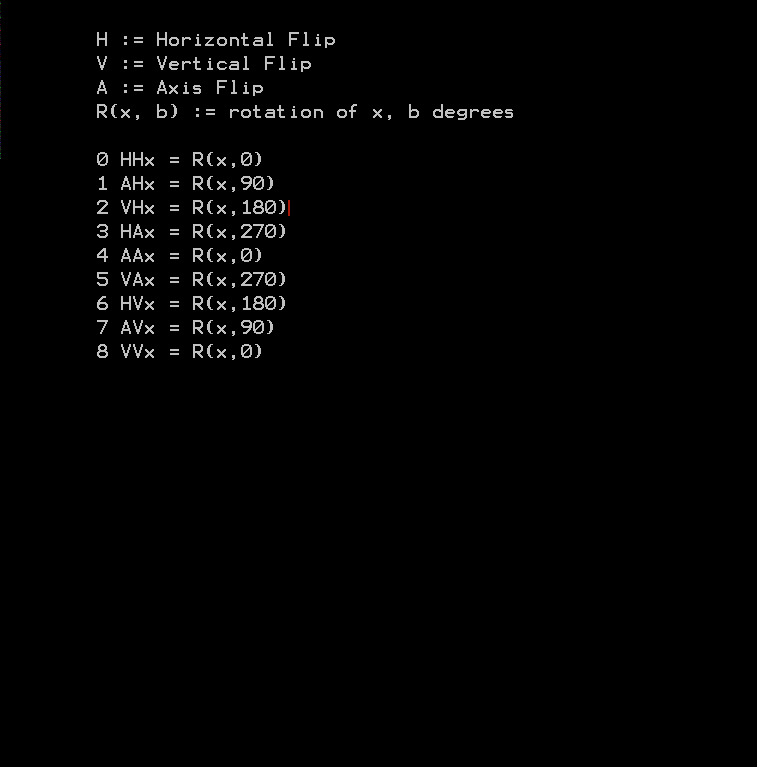 H := Horizontal Flip
V := Vertical Flip
A := Axis Flip
R(x, b) := rotation of x, b degrees
0 HHx = R(x,0)
1 AHx = R(x,90)
2 VHx = R(x,180)
3 HAx = R(x,270)
4 AAx = R(x,0)
5 VAx = R(x,270)
6 HVx = R(x,180)
7 AVx = R(x,90)
8 VVx = R(x,0)